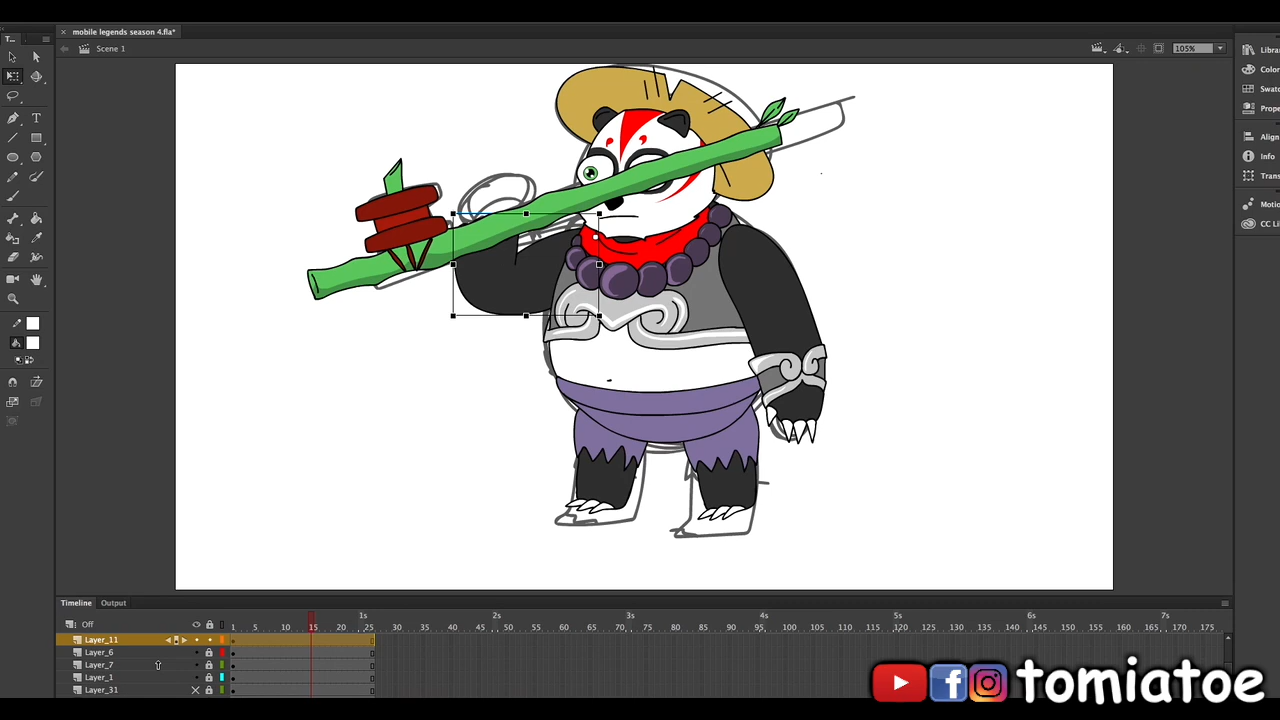 mobile legends season 4.fla*
Scene 1
105%
Librar
Color
Swatc
Prope
Align
Info
Trans
Motio
CC Li
Timeline
Output
Off
1s
2s
3s
4s
5s
6s
7s
1 5 10 15 20 25 30 35 40 45 50 55 60 65 70 75 80 85 90 95 100 105 110 115 120 125 130 135 140 145 150 155 160 165 170 175
Layer_11
Layer_6
Layer_7
Layer_1
Layer_31
tomiatoe